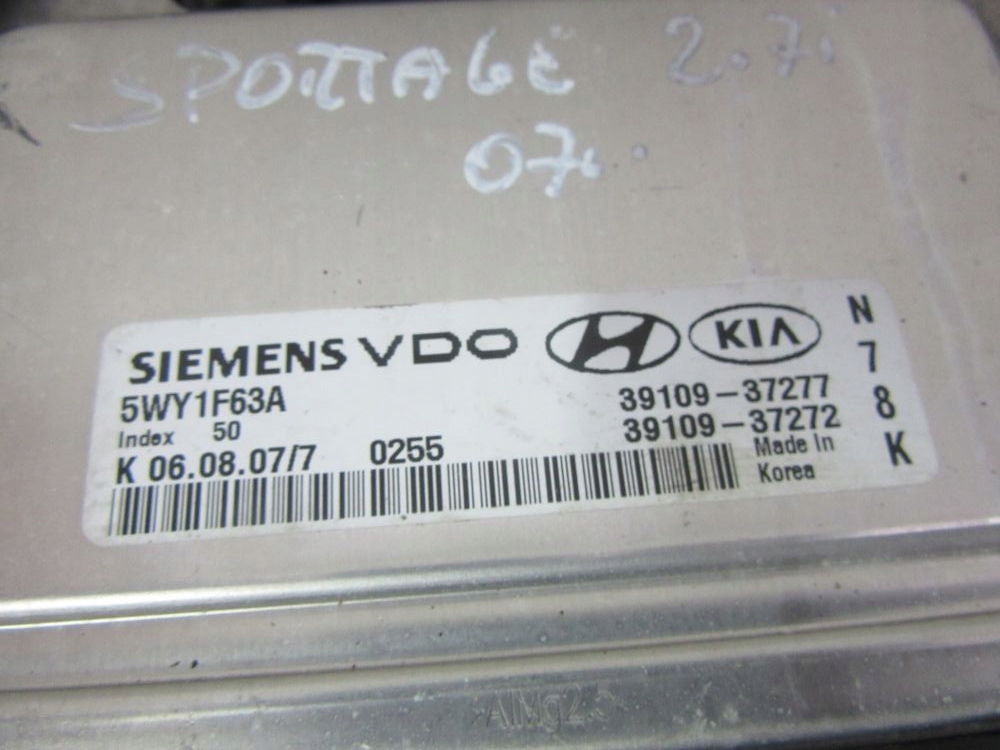 SPORTAGE 2.7i
07.
SIEMENS VDO H KIA
5WY1F63A 39109-37277
Index 50 39109-37272
K 06.08.07/7 0255 Made In
Korea
N
7
8
K